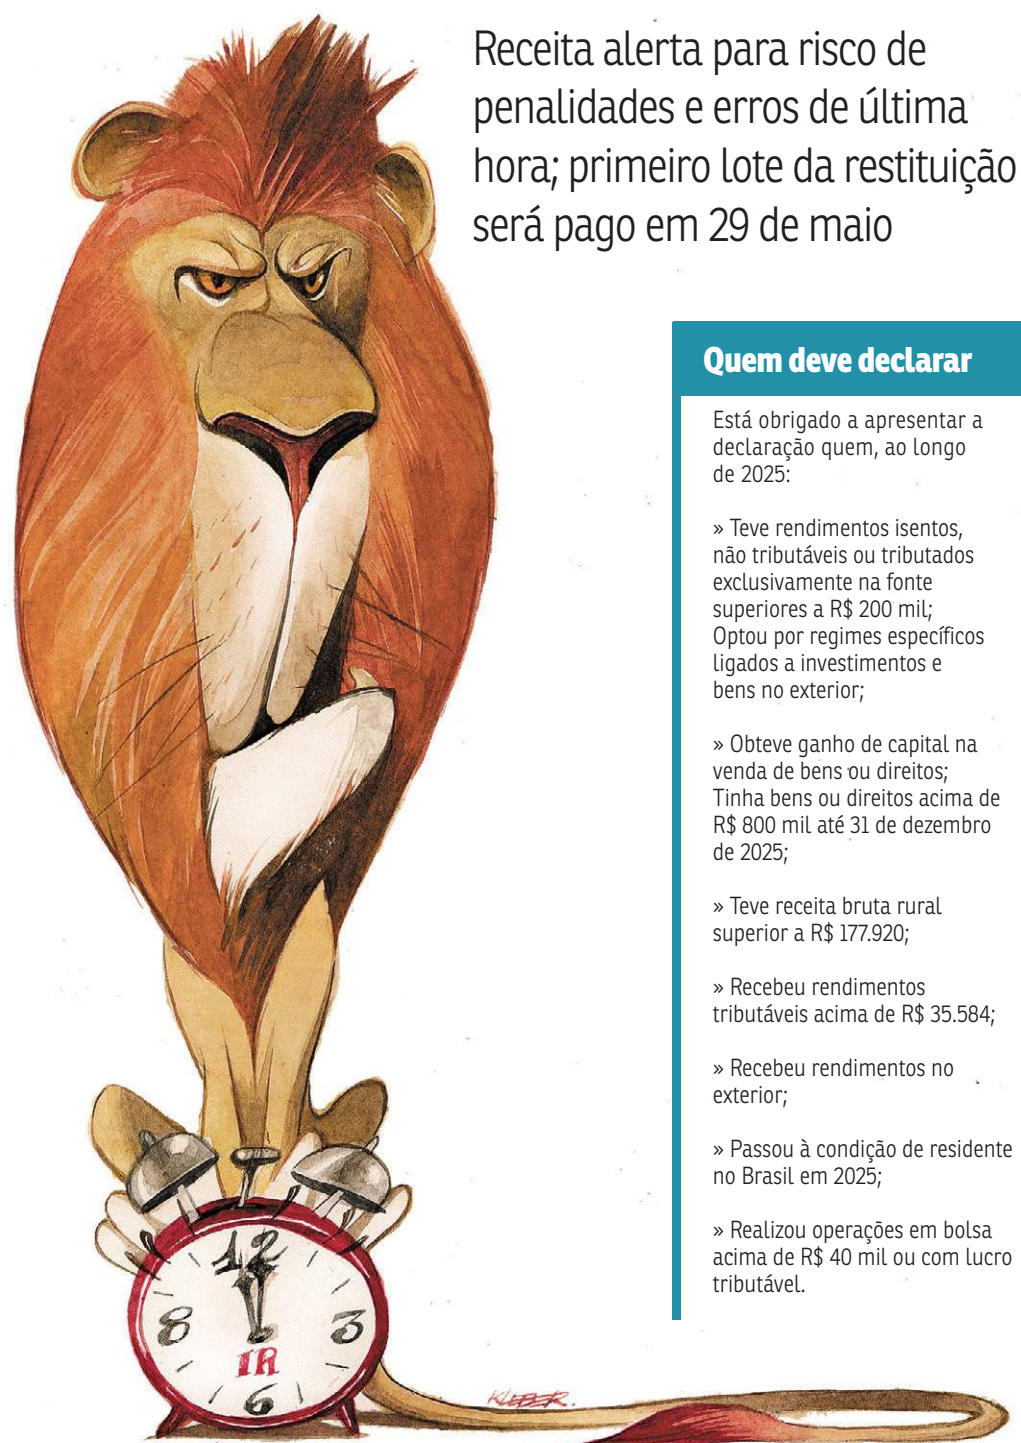 Receita alerta para risco de
penalidades e erros de última
hora; primeiro lote da restituição
será pago em 29 de maio
Quem deve declarar
Está obrigado a apresentar a
declaração quem, ao longo
de 2025:
» Teve rendimentos isentos,
não tributáveis ou tributados
exclusivamente na fonte
superiores a R$ 200 mil;
Optou por regimes específicos
ligados a investimentos e
bens no exterior;
» Obteve ganho de capital na
venda de bens ou direitos;
Tinha bens ou direitos acima de
R$ 800 mil até 31 de dezembro
de 2025;
» Teve receita bruta rural
superior a R$ 177.920;
» Recebeu rendimentos
tributáveis acima de R$ 35.584;
» Recebeu rendimentos no
exterior;
» Passou à condição de residente
no Brasil em 2025;
» Realizou operações em bolsa
acima de R$ 40 mil ou com lucro
tributável.
12
8
3
IR
6
KLEBER.